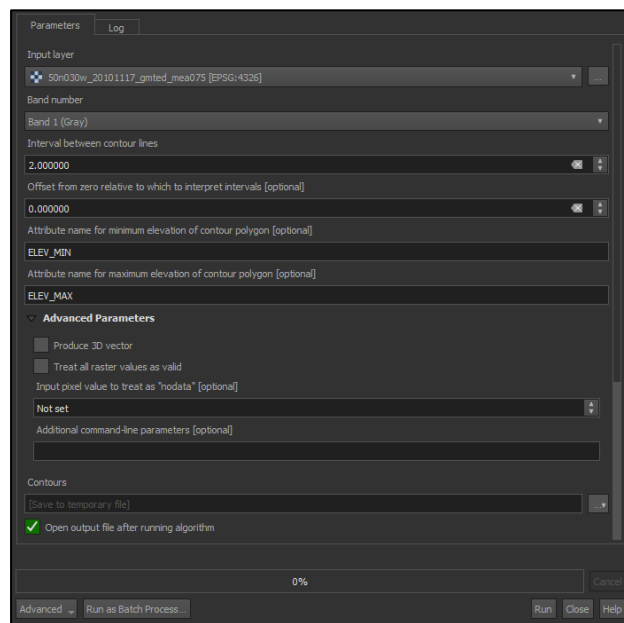 Parameters
Log
Input layer
50n030w_20101117_gmted_mea075 [EPSG:4326]
...
Band number
Band 1 (Gray)
Interval between contour lines
2.000000
Offset from zero relative to which to interpret intervals [optional]
0.000000
Attribute name for minimum elevation of contour polygon [optional]
ELEV_MIN
Attribute name for maximum elevation of contour polygon [optional]
ELEV_MAX
Advanced Parameters
Produce 3D vector
Treat all raster values as valid
Input pixel value to treat as "nodata" [optional]
Not set
Additional command-line parameters [optional]
Contours
[Save to temporary file]
...
Open output file after running algorithm
0%
Cancel
Advanced Run as Batch Process... Run Close Help